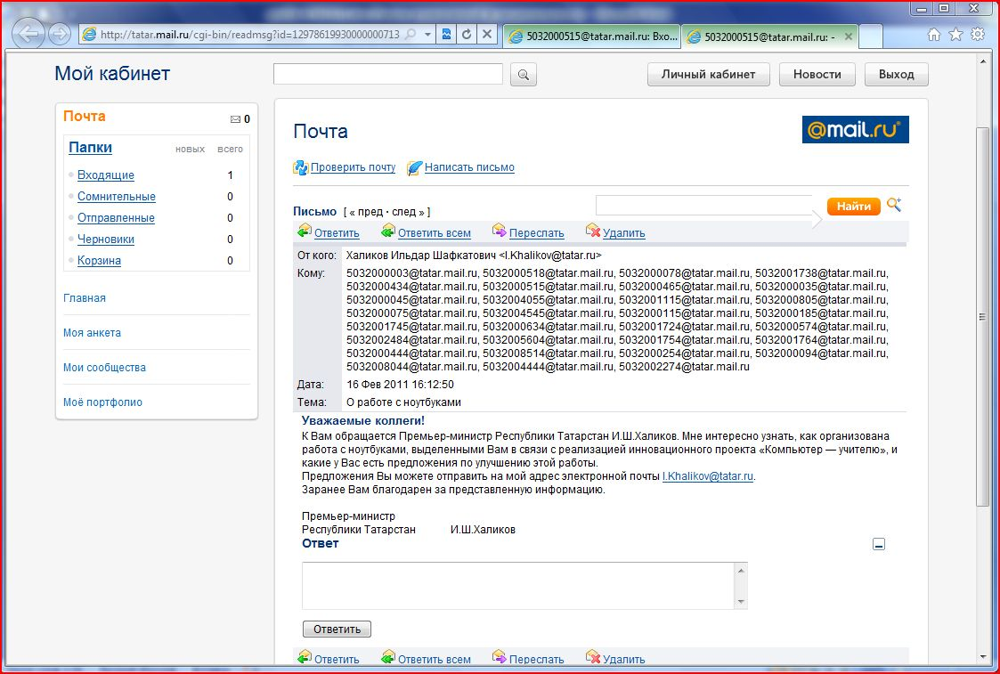 http://tatar.mail.ru/cgi-bin/readmsg?id=12978619930000000713
5032000515@tatar.mail.ru: Вхо...
5032000515@tatar.mail.ru: -
Мой кабинет
Личный кабинет
Новости
Выход
Почта
0
Папки новых всего
Входящие 1
Сомнительные 0
Отправленные 0
Черновики 0
Корзина 0
Главная
Моя анкета
Мои сообщества
Моё портфолио
Почта
@mail.ru®
Проверить почту Написать письмо
Письмо [ « пред · след » ]
Найти
Ответить Ответить всем Переслать Удалить
От кого: Халиков Ильдар Шафкатович <I.Khalikov@tatar.ru>
Кому: 5032000003@tatar.mail.ru, 5032000518@tatar.mail.ru, 5032000078@tatar.mail.ru, 5032001738@tatar.mail.ru,
5032000434@tatar.mail.ru, 5032000515@tatar.mail.ru, 5032000465@tatar.mail.ru, 5032000035@tatar.mail.ru,
5032000045@tatar.mail.ru, 5032004055@tatar.mail.ru, 5032001115@tatar.mail.ru, 5032000805@tatar.mail.ru,
5032000075@tatar.mail.ru, 5032004545@tatar.mail.ru, 5032000115@tatar.mail.ru, 5032000185@tatar.mail.ru,
5032001745@tatar.mail.ru, 5032000634@tatar.mail.ru, 5032001724@tatar.mail.ru, 5032000574@tatar.mail.ru,
5032002484@tatar.mail.ru, 5032005604@tatar.mail.ru, 5032001754@tatar.mail.ru, 5032001764@tatar.mail.ru,
5032000444@tatar.mail.ru, 5032008514@tatar.mail.ru, 5032000254@tatar.mail.ru, 5032000094@tatar.mail.ru,
5032008044@tatar.mail.ru, 5032004444@tatar.mail.ru, 5032002274@tatar.mail.ru
Дата: 16 Фев 2011 16:12:50
Тема: О работе с ноутбуками
Уважаемые коллеги!
К Вам обращается Премьер-министр Республики Татарстан И.Ш.Халиков. Мне интересно узнать, как организована
работа с ноутбуками, выделенными Вам в связи с реализацией инновационного проекта «Компьютер — учителю», и
какие у Вас есть предложения по улучшению этой работы.
Предложения Вы можете отправить на мой адрес электронной почты I.Khalikov@tatar.ru.
Заранее Вам благодарен за представленную информацию.
Премьер-министр
Республики Татарстан И.Ш.Халиков
Ответ
Ответить
Ответить Ответить всем Переслать Удалить